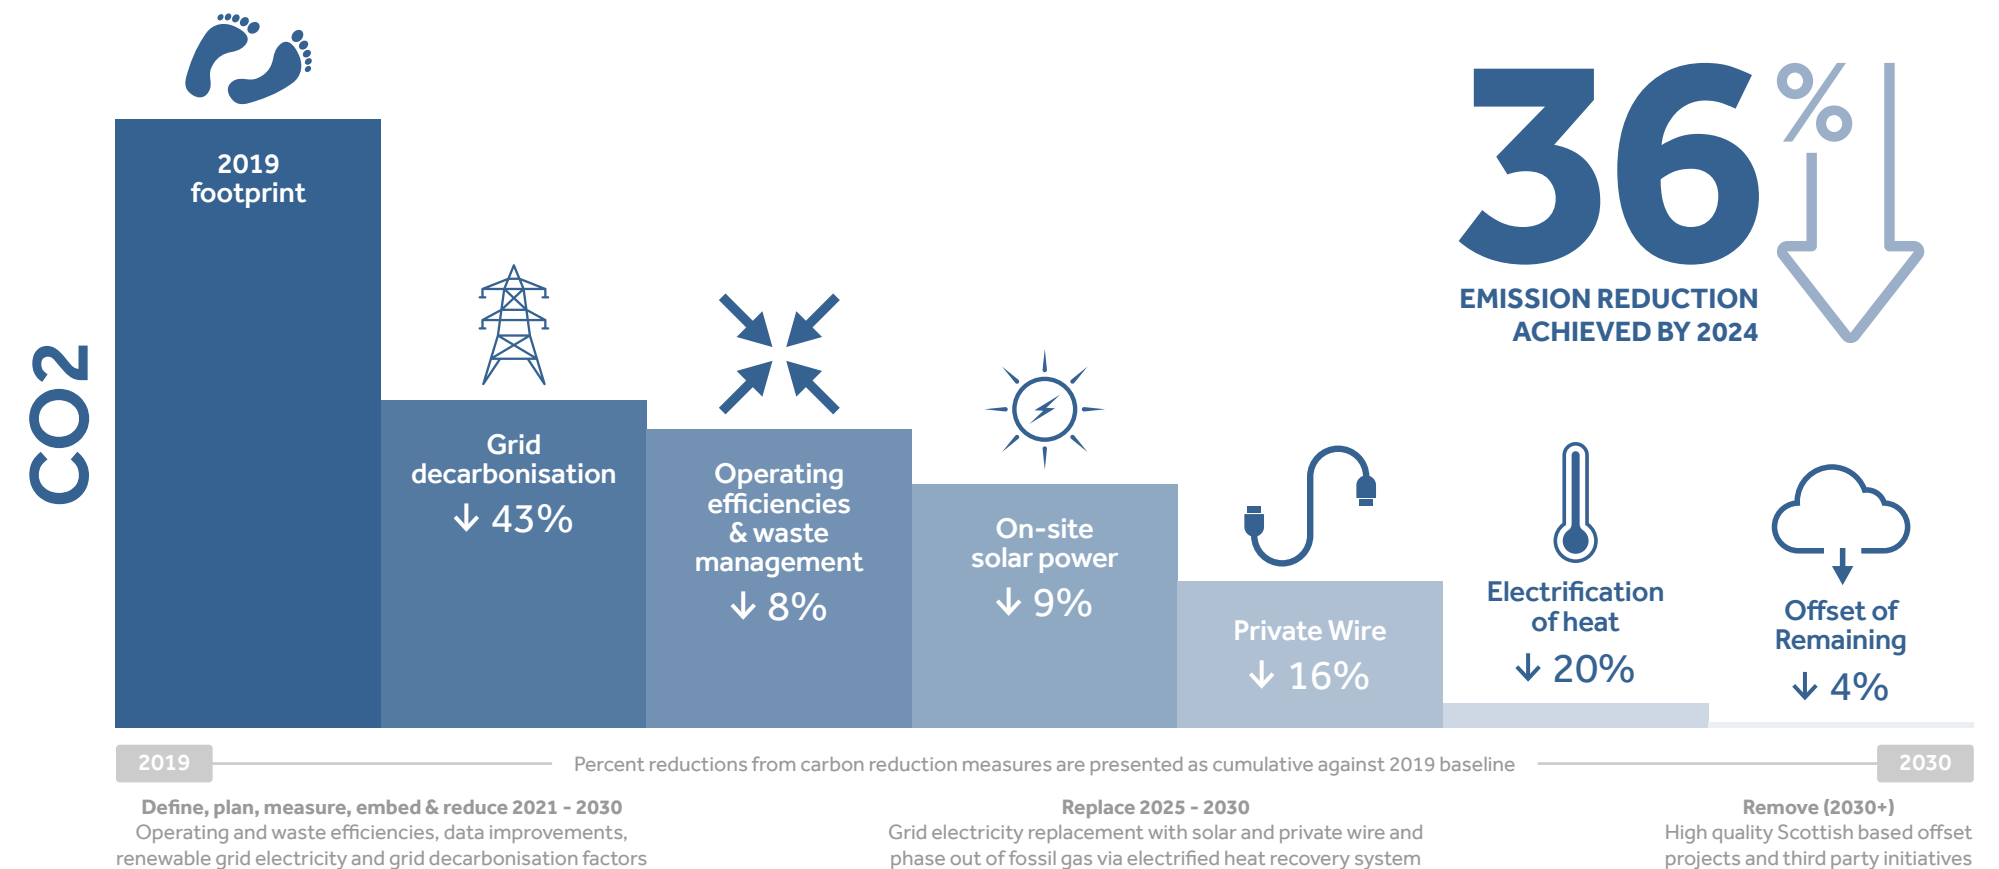 CO2
2019
footprint
Grid
decarbonisation
↓ 43%
Operating
efficiencies
& waste
management
↓ 8%
On-site
solar power
↓ 9%
Private Wire
↓ 16%
Electrification
of heat
↓ 20%
Offset of
Remaining
↓ 4%
36%
EMISSION REDUCTION
ACHIEVED BY 2024
2019
Percent reductions from carbon reduction measures are presented as cumulative against 2019 baseline
2030
Define, plan, measure, embed & reduce 2021 - 2030
Operating and waste efficiencies, data improvements,
renewable grid electricity and grid decarbonisation factors
Replace 2025 - 2030
Grid electricity replacement with solar and private wire and
phase out of fossil gas via electrified heat recovery system
Remove (2030+)
High quality Scottish based offset
projects and third party initiatives